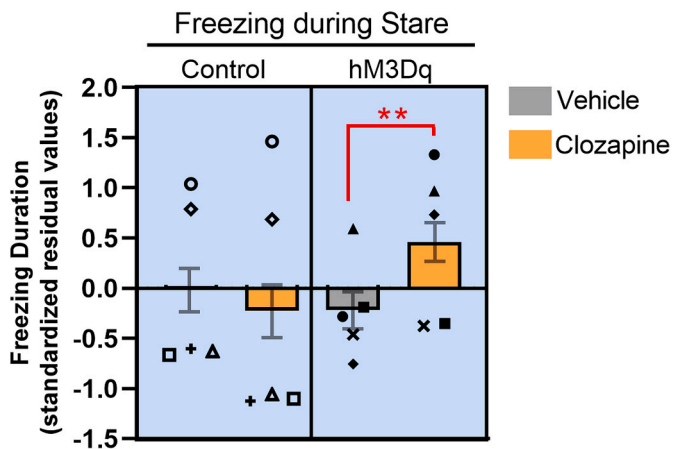 Freezing during Stare
Control
hM3Dq
Vehicle
Clozapine
**
Freezing Duration
(standardized residual values)
2.0
1.5
1.0
0.5
0.0
-0.5
-1.0
-1.5